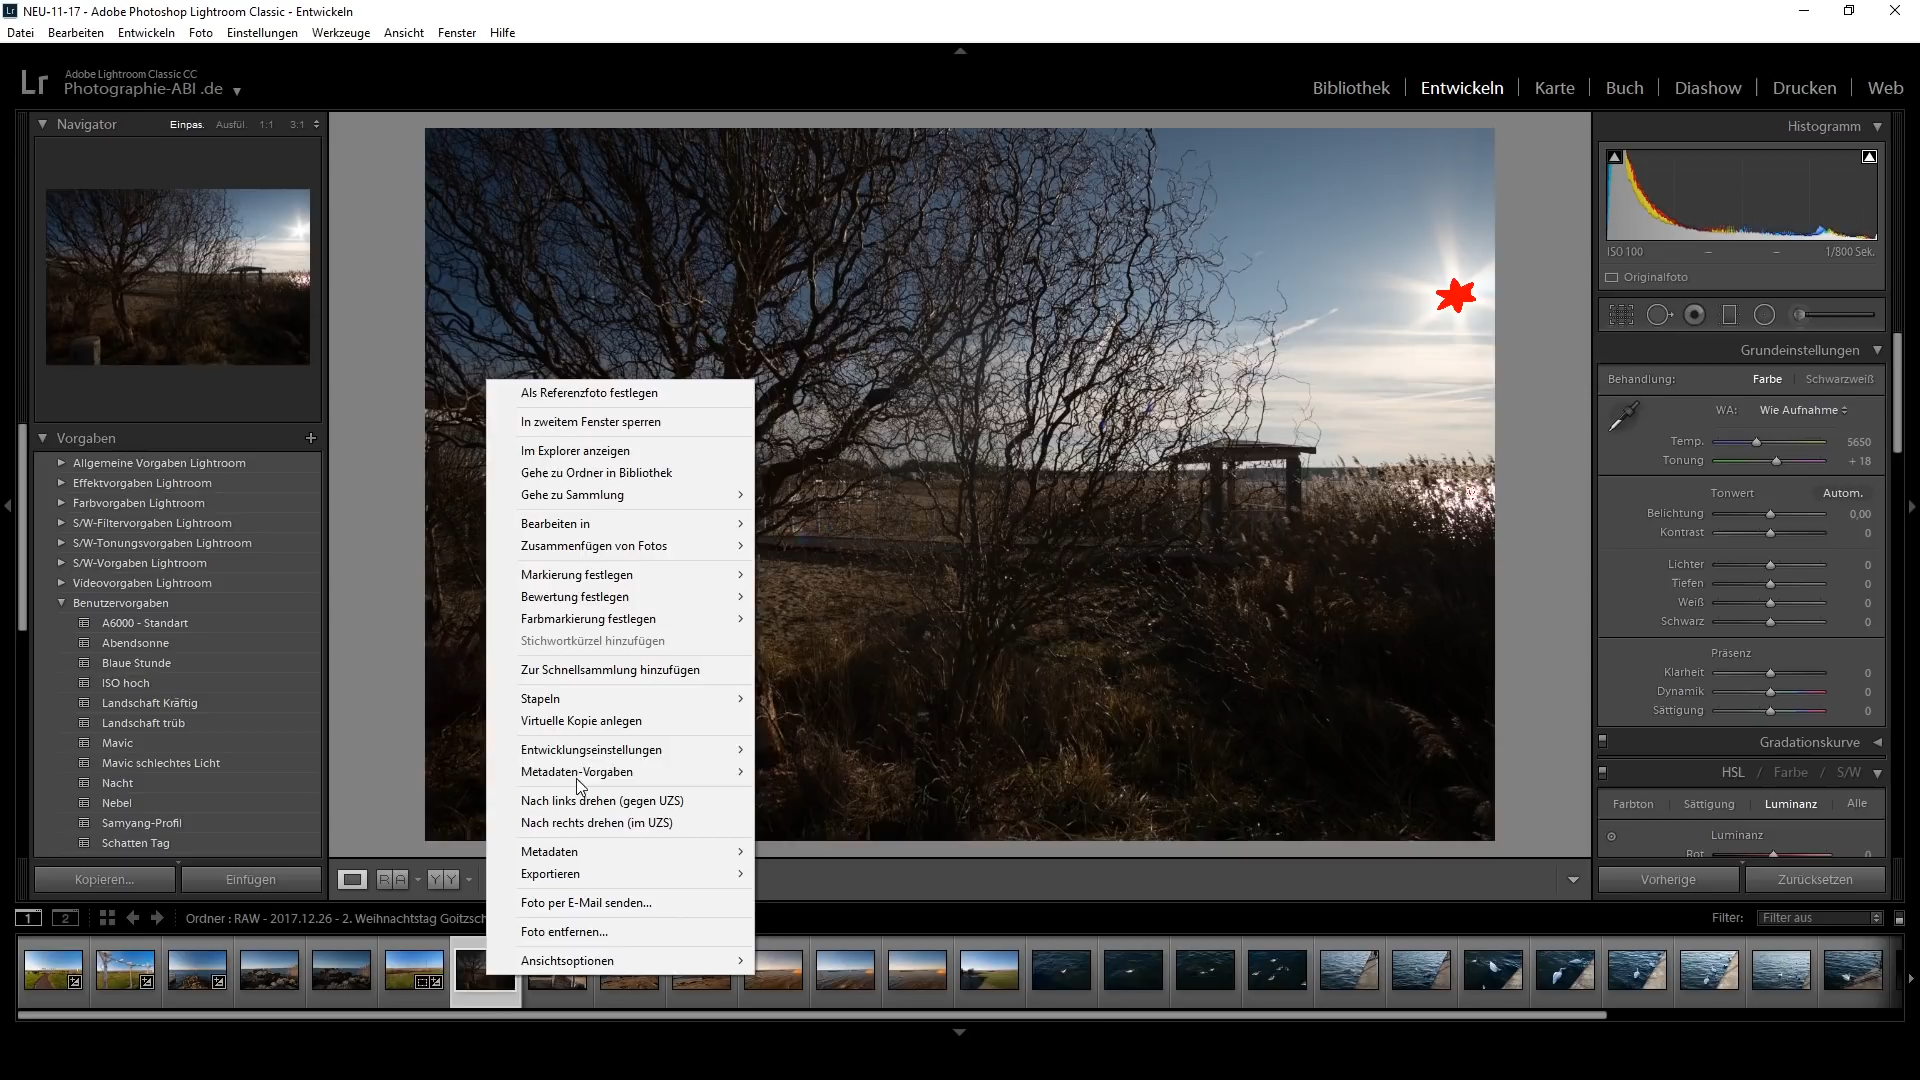 NEU-11-17 - Adobe Photoshop Lightroom Classic - Entwickeln
Datei Bearbeiten Entwickeln Foto Einstellungen Werkzeuge Ansicht Fenster Hilfe
Lr Adobe Lightroom Classic CC
Photographie-ABI .de
Bibliothek Entwickeln Karte Buch Diashow Drucken Web
Navigator Einpas. Ausfül. 1:1 3:1
Vorgaben
Allgemeine Vorgaben Lightroom
Effektvorgaben Lightroom
Farbvorgaben Lightroom
S/W-Filtervorgaben Lightroom
S/W-Tonungsvorgaben Lightroom
S/W-Vorgaben Lightroom
Videovorgaben Lightroom
Benutzervorgaben
A6000 - Standart
Abendsonne
Blaue Stunde
ISO hoch
Landschaft Kräftig
Landschaft trüb
Mavic
Mavic schlechtes Licht
Nacht
Nebel
Samyang-Profil
Schatten Tag
Kopieren... Einfügen
Als Referenzfoto festlegen
In zweitem Fenster sperren
Im Explorer anzeigen
Gehe zu Ordner in Bibliothek
Gehe zu Sammlung
Bearbeiten in
Zusammenfügen von Fotos
Markierung festlegen
Bewertung festlegen
Farbmarkierung festlegen
Stichwortkürzel hinzufügen
Zur Schnellsammlung hinzufügen
Stapeln
Virtuelle Kopie anlegen
Entwicklungseinstellungen
Metadaten-Vorgaben
Nach links drehen (gegen UZS)
Nach rechts drehen (im UZS)
Metadaten
Exportieren
Foto per E-Mail senden...
Foto entfernen...
Ansichtsoptionen
Histogramm
ISO 100 – – 1/800 Sek.
Originalfoto
Grundeinstellungen
Behandlung: Farbe Schwarzweiß
WA: Wie Aufnahme
Temp. 5650
Tonung + 18
Tonwert Autom.
Belichtung 0,00
Kontrast 0
Lichter 0
Tiefen 0
Weiß 0
Schwarz 0
Präsenz
Klarheit 0
Dynamik 0
Sättigung 0
Gradationskurve
HSL / Farbe / S/W
Farbton Sättigung Luminanz Alle
Luminanz
Rot 0
Vorherige Zurücksetzen
R A Y Y
1 2 Ordner : RAW - 2017.12.26 - 2. Weihnachtstag Goitzsch
Filter: Filter aus